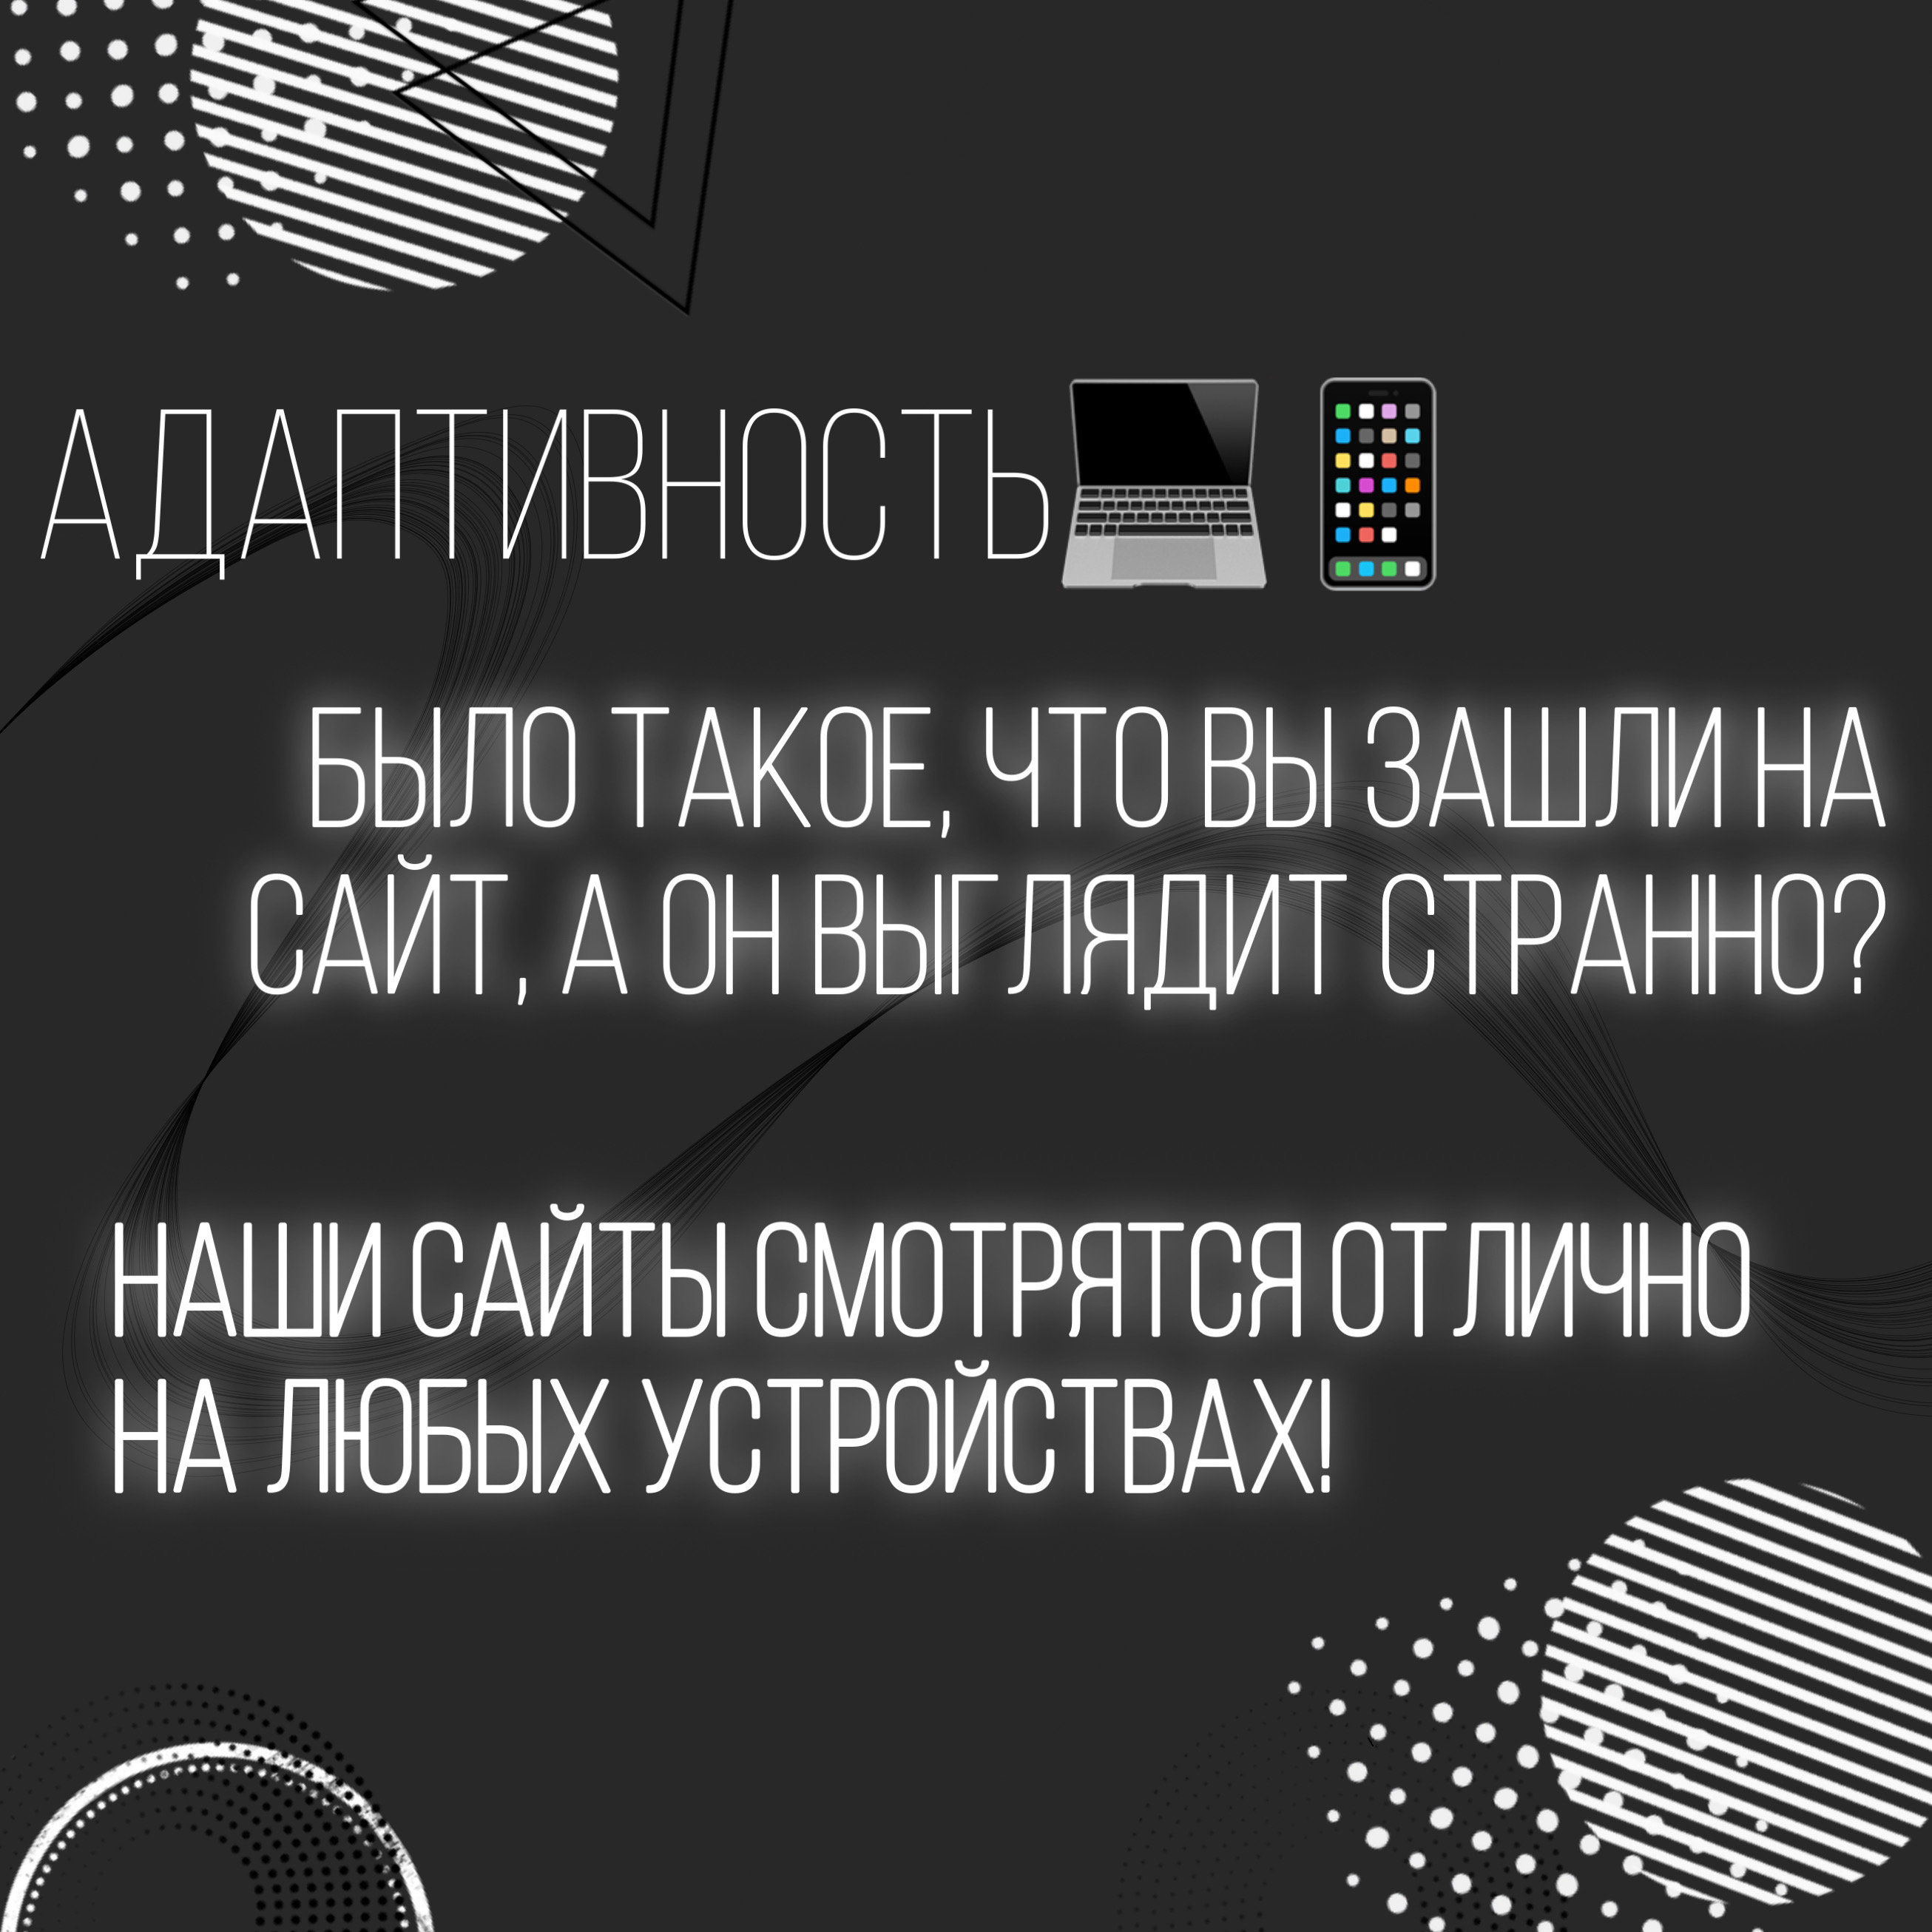 АДАПТИВНОСТЬ💻📱
БЫЛО ТАКОЕ, ЧТО ВЫ ЗАШЛИ НА
САЙТ, А ОН ВЫГЛЯДИТ СТРАННО?
НАШИ САЙТЫ СМОТРЯТСЯ ОТЛИЧНО
НА ЛЮБЫХ УСТРОЙСТВАХ!